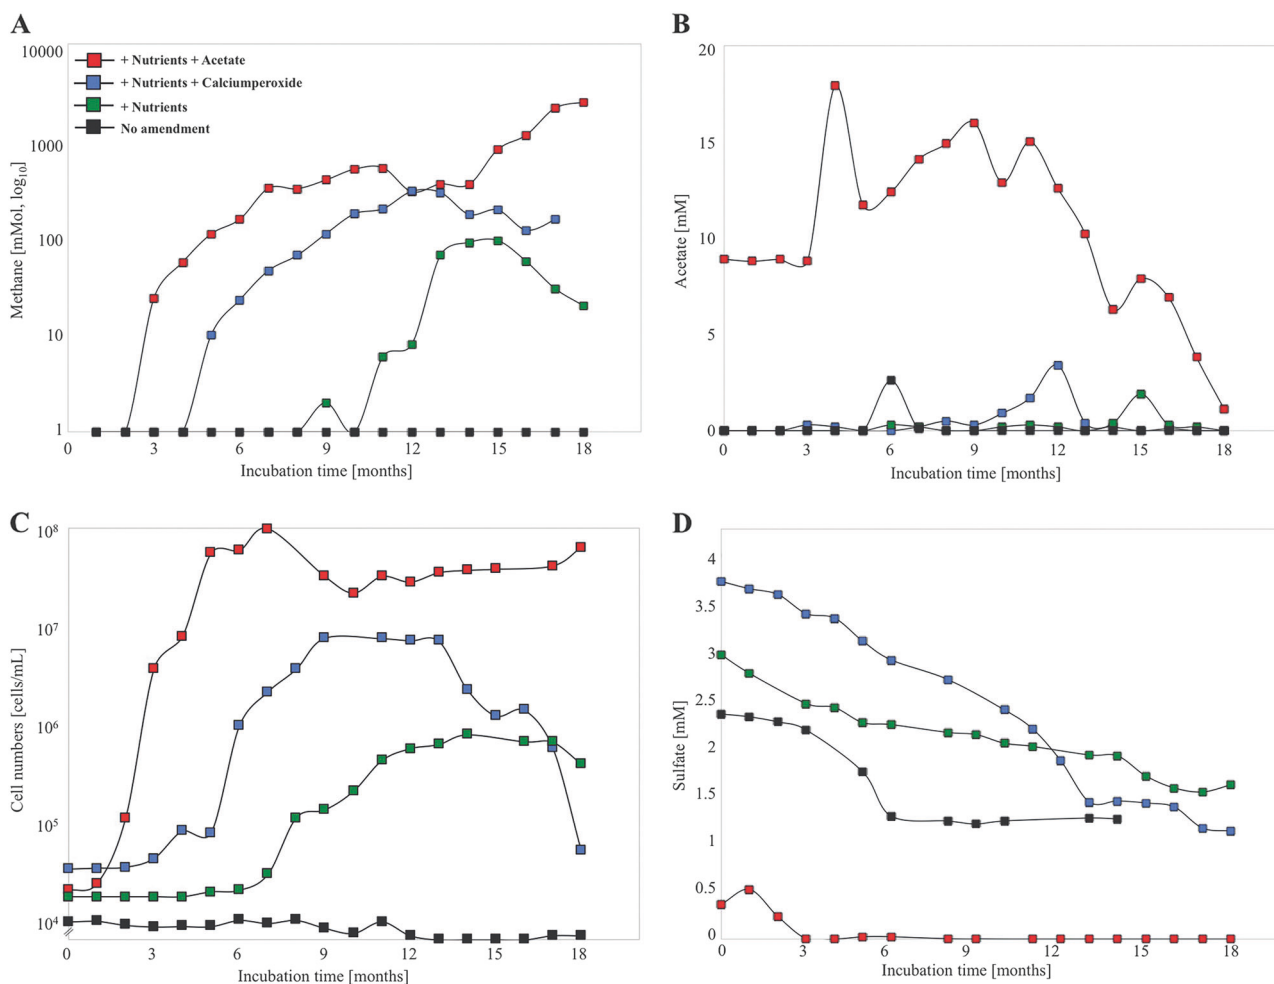 A
10000
1000
100
10
1
Methane [mMol, log10)
+ Nutrients + Acetate
+ Nutrients + Calciumperoxide
+ Nutrients
No amendment
0 3 6 9 12 15 18
Incubation time [months]
B
20
15
10
5
0
Acetate [mM]
0 3 6 9 12 15 18
Incubation time [months]
C
10^8
10^7
10^6
10^5
10^4
Cell numbers [cells/mL]
0 3 6 9 12 15 18
Incubation time [months]
D
4
3.5
3
2.5
2
1.5
1
0.5
0
Sulfate [mM]
0 3 6 9 12 15 18
Incubation time [months]